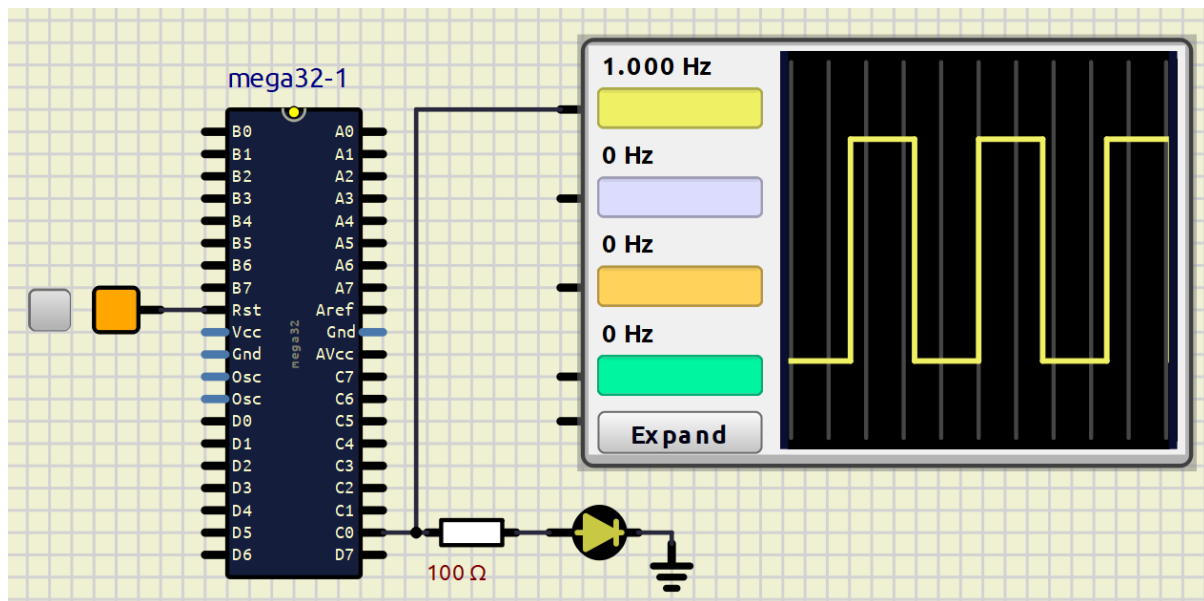 mega32-1
B0 A0
B1 A1
B2 A2
B3 A3
B4 A4
B5 A5
B6 A6
B7 A7
Rst Aref
Vcc Gnd
Gnd AVcc
Osc C7
Osc C6
D0 C5
D1 C4
D2 C3
D3 C2
D4 C1
D5 C0
D6 D7
mega32
100 Ω
1.000 Hz
0 Hz
0 Hz
0 Hz
Expand